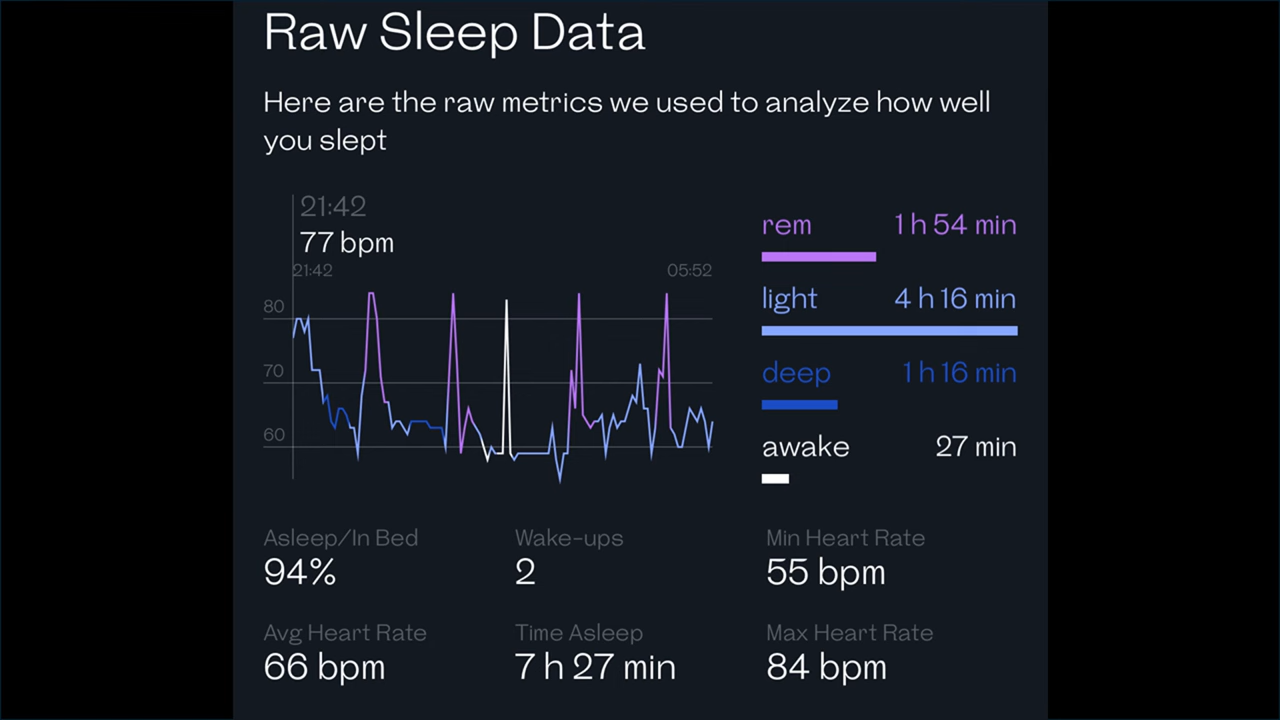 Raw Sleep Data
Here are the raw metrics we used to analyze how well
you slept
21:42
77 bpm
21:42
05:52
80
70
60
rem 1 h 54 min
light 4 h 16 min
deep 1 h 16 min
awake 27 min
Asleep/In Bed
94%
Wake-ups
2
Min Heart Rate
55 bpm
Avg Heart Rate
66 bpm
Time Asleep
7 h 27 min
Max Heart Rate
84 bpm